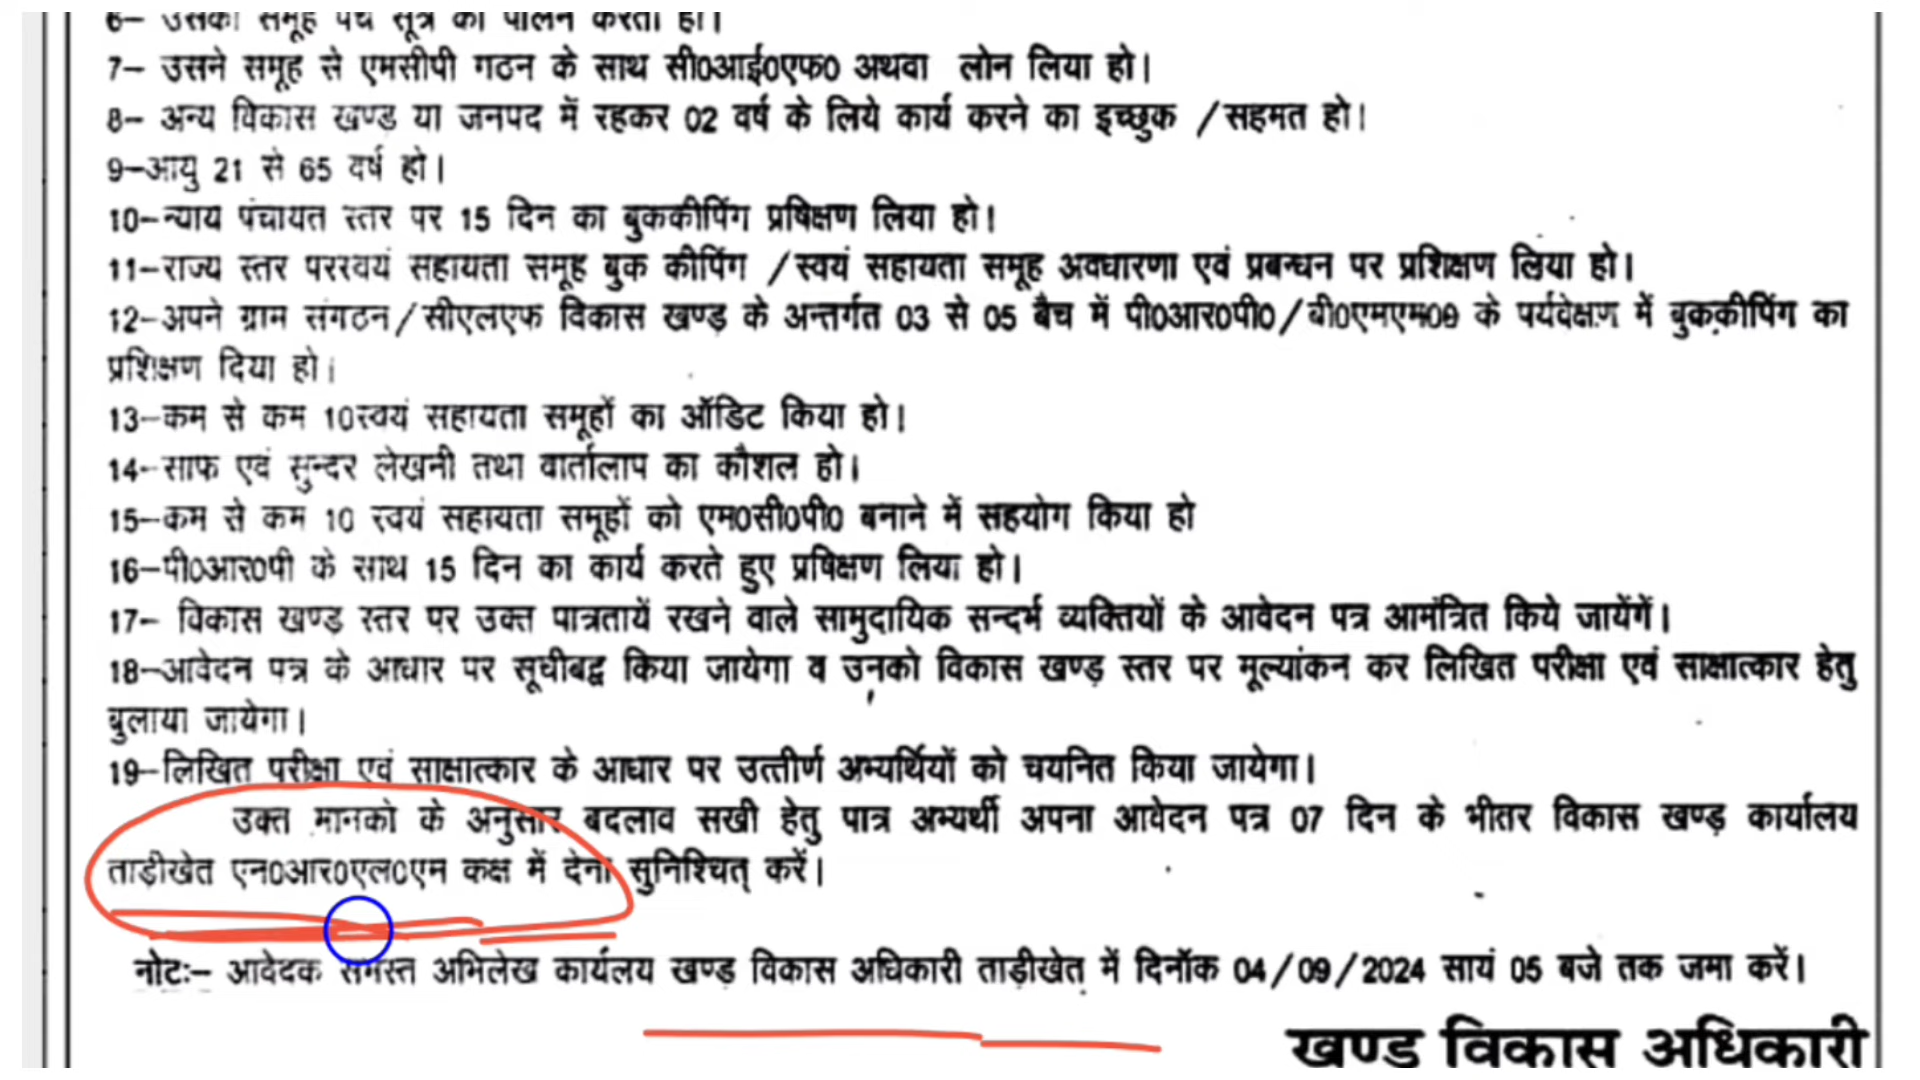 6– उसका समूह पंच सूत्र का पालन करता हो।
7– उसने समूह से एमसीपी गठन के साथ सी0आई0एफ0 अथवा लोन लिया हो।
8– अन्य विकास खण्ड या जनपद में रहकर 02 वर्ष के लिये कार्य करने का इच्छुक /सहमत हो।
9–आयु 21 से 65 वर्ष हो।
10–न्याय पंचायत स्तर पर 15 दिन का बुककीपिंग प्रषिक्षण लिया हो।
11–राज्य स्तर परस्वयं सहायता समूह बुक कीपिंग /स्वयं सहायता समूह अवधारणा एवं प्रबन्धन पर प्रशिक्षण लिया हो।
12–अपने ग्राम संगठन/सीएलएफ विकास खण्ड के अन्तर्गत 03 से 05 बैच में पी0आर0पी0/बी0एमएम0ए के पर्यवेक्षण में बुककीपिंग का
प्रशिक्षण दिया हो।
13–कम से कम 10स्वयं सहायता समूहों का ऑडिट किया हो।
14–साफ एवं सुन्दर लेखनी तथा वार्तालाप का कौशल हो।
15–कम से कम 10 स्वयं सहायता समूहों को एम0सी0पी0 बनाने में सहयोग किया हो
16–पी0आर0पी के साथ 15 दिन का कार्य करते हुए प्रषिक्षण लिया हो।
17– विकास खण्ड स्तर पर उक्त पात्रतायें रखने वाले सामुदायिक सन्दर्भ व्यक्तियों के आवेदन पत्र आमंत्रित किये जायेंगें।
18–आवेदन पत्र के आधार पर सूचीबद्व किया जायेगा व उनको विकास खण्ड स्तर पर मूल्यांकन कर लिखित परीक्षा एवं साक्षात्कार हेतु
बुलाया जायेगा।
19–लिखित परीक्षा एवं साक्षात्कार के आधार पर उत्तीर्ण अभ्यर्थियों को चयनित किया जायेगा।
उक्त मानको के अनुसार बदलाव सखी हेतु पात्र अभ्यर्थी अपना आवेदन पत्र 07 दिन के भीतर विकास खण्ड कार्यालय
ताड़ीखेत एन0आर0एल0एम कक्ष में देना सुनिश्चित् करें।
नोटः– आवेदक समस्त अभिलेख कार्यलय खण्ड विकास अधिकारी ताड़ीखेत में दिनॉक 04/09/2024 सायं 05 बजे तक जमा करें।
खण्ड विकास अधिकारी